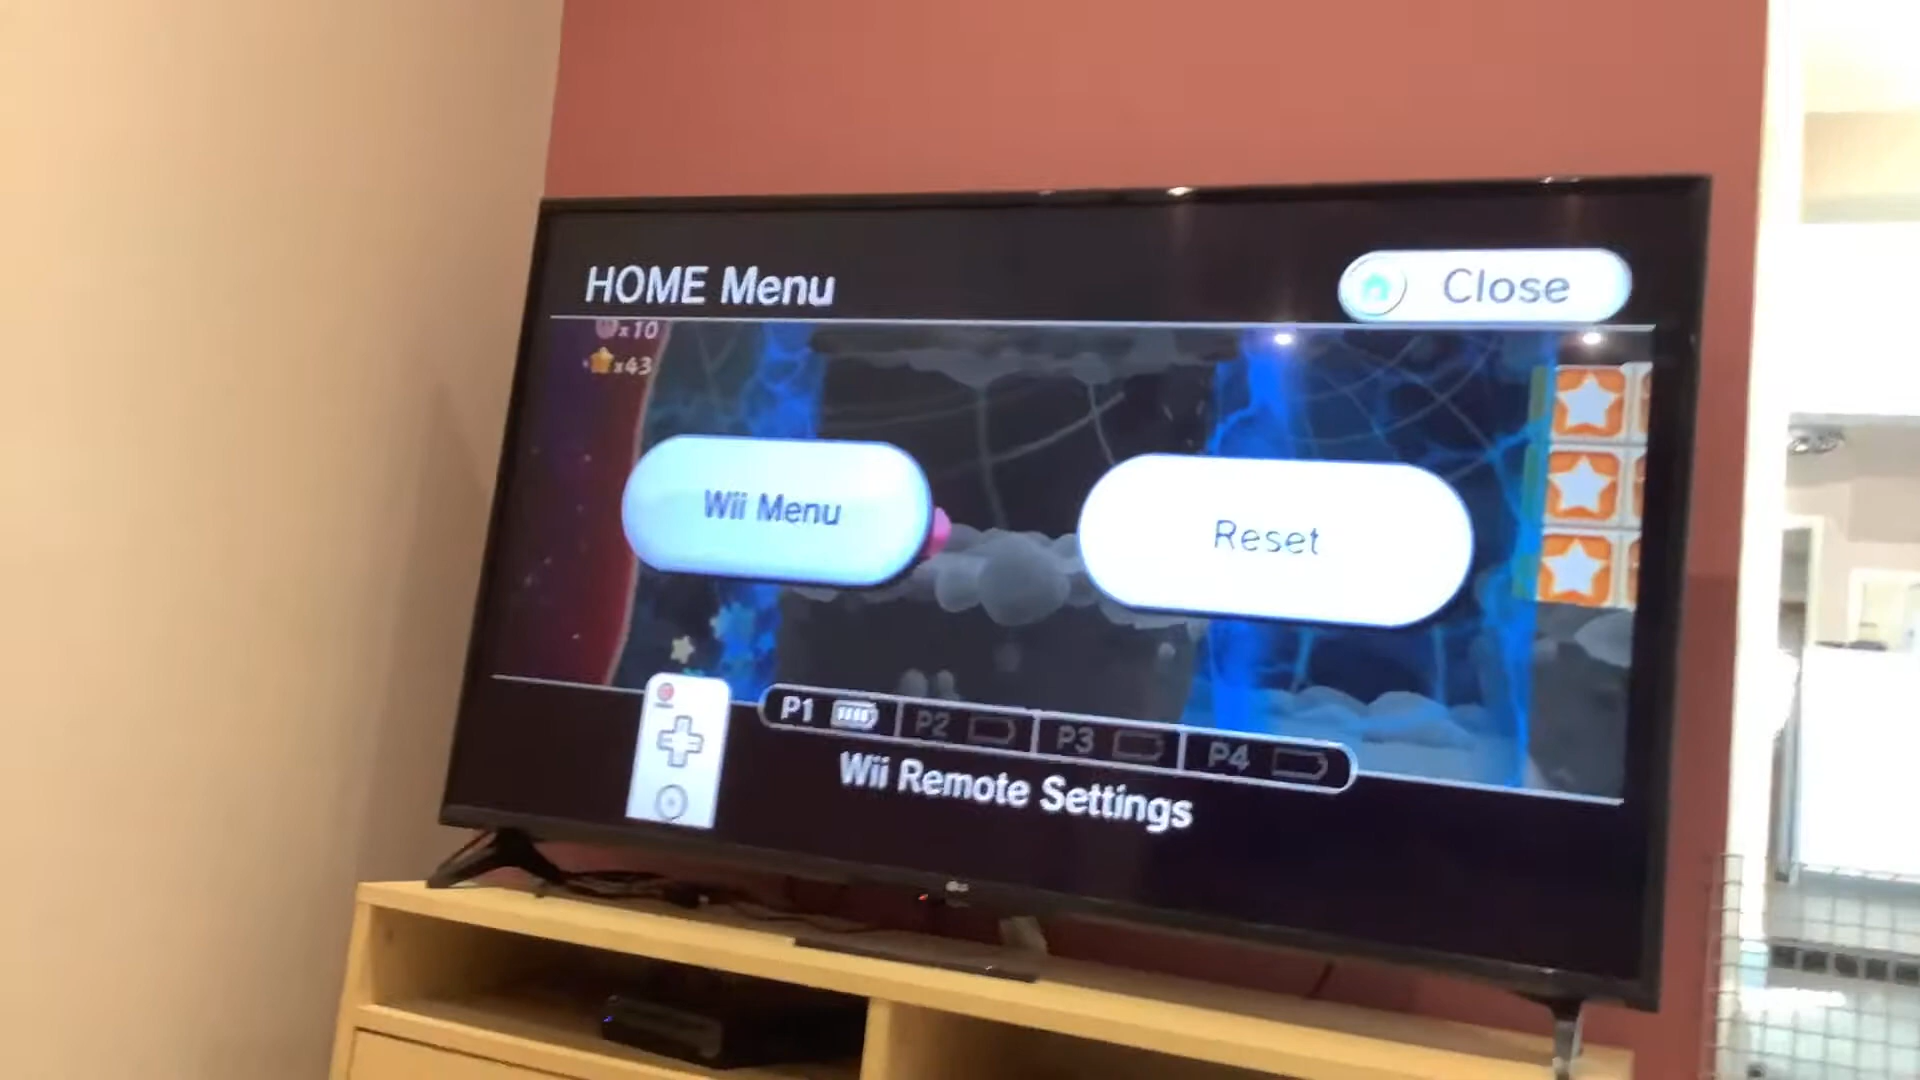 HOME Menu
Close
x10
x43
Wii Menu
Reset
P1
P2
P3
P4
Wii Remote Settings